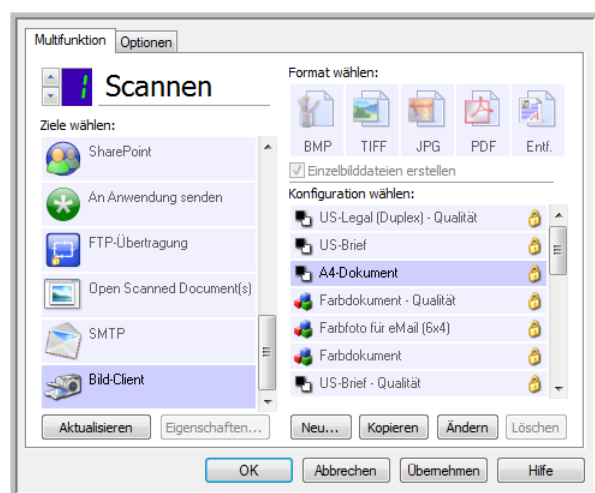 Multifunktion
Optionen
1
Scannen
Ziele wählen:
SharePoint
An Anwendung senden
FTP-Übertragung
Open Scanned Document(s)
SMTP
Bild-Client
Aktualisieren
Eigenschaften...
Format wählen:
BMP
TIFF
JPG
PDF
Entf.
Einzelbilddateien erstellen
Konfiguration wählen:
US-Legal (Duplex) - Qualität
US-Brief
A4-Dokument
Farbdokument - Qualität
Farbfoto für eMail (6x4)
Farbdokument
US-Brief - Qualität
Neu...
Kopieren
Ändern
Löschen
OK
Abbrechen
Übernehmen
Hilfe